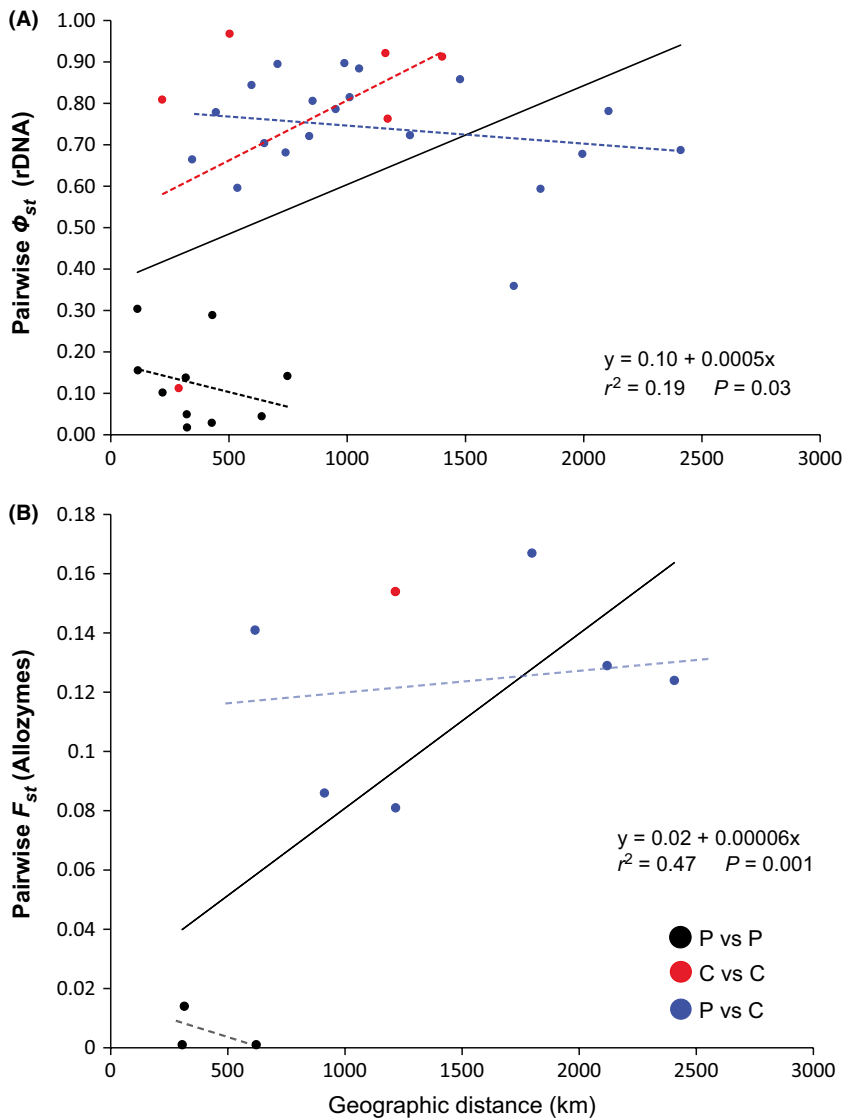 (A)
Pairwise Φst (rDNA)
1.00
0.90
0.80
0.70
0.60
0.50
0.40
0.30
0.20
0.10
0.00
y = 0.10 + 0.0005x
r² = 0.19 P = 0.03
0 500 1000 1500 2000 2500 3000
(B)
Pairwise Fst (Allozymes)
0.18
0.16
0.14
0.12
0.1
0.08
0.06
0.04
0.02
0
y = 0.02 + 0.00006x
r² = 0.47 P = 0.001
P vs P
C vs C
P vs C
0 500 1000 1500 2000 2500 3000
Geographic distance (km)